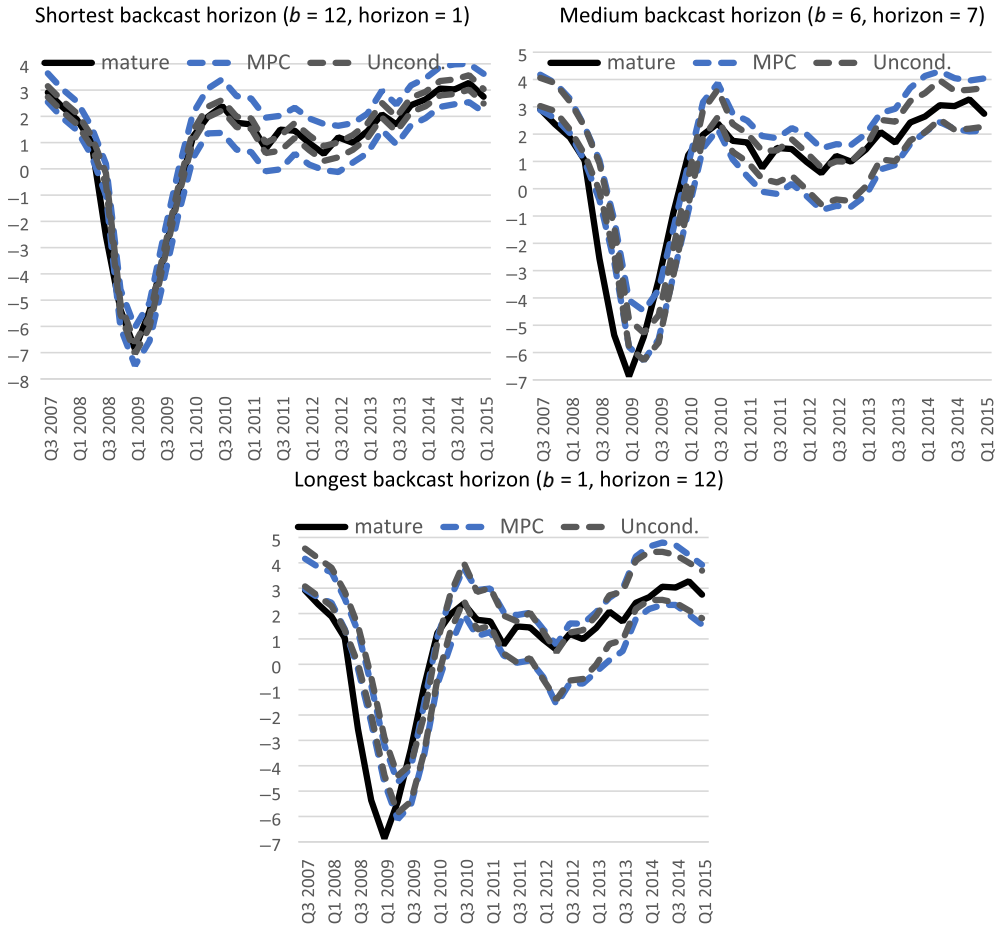 Shortest backcast horizon (b = 12, horizon = 1)
mature MPC Uncond.
4
3
2
1
0
−1
−2
−3
−4
−5
−6
−7
−8
Q3 2007
Q1 2008
Q3 2008
Q1 2009
Q3 2009
Q1 2010
Q3 2010
Q1 2011
Q3 2011
Q1 2012
Q3 2012
Q1 2013
Q3 2013
Q1 2014
Q3 2014
Q1 2015
Medium backcast horizon (b = 6, horizon = 7)
mature MPC Uncond.
5
4
3
2
1
0
−1
−2
−3
−4
−5
−6
−7
Q3 2007
Q1 2008
Q3 2008
Q1 2009
Q3 2009
Q1 2010
Q3 2010
Q1 2011
Q3 2011
Q1 2012
Q3 2012
Q1 2013
Q3 2013
Q1 2014
Q3 2014
Q1 2015
Longest backcast horizon (b = 1, horizon = 12)
mature MPC Uncond.
5
4
3
2
1
0
−1
−2
−3
−4
−5
−6
−7
Q3 2007
Q1 2008
Q3 2008
Q1 2009
Q3 2009
Q1 2010
Q3 2010
Q1 2011
Q3 2011
Q1 2012
Q3 2012
Q1 2013
Q3 2013
Q1 2014
Q3 2014
Q1 2015